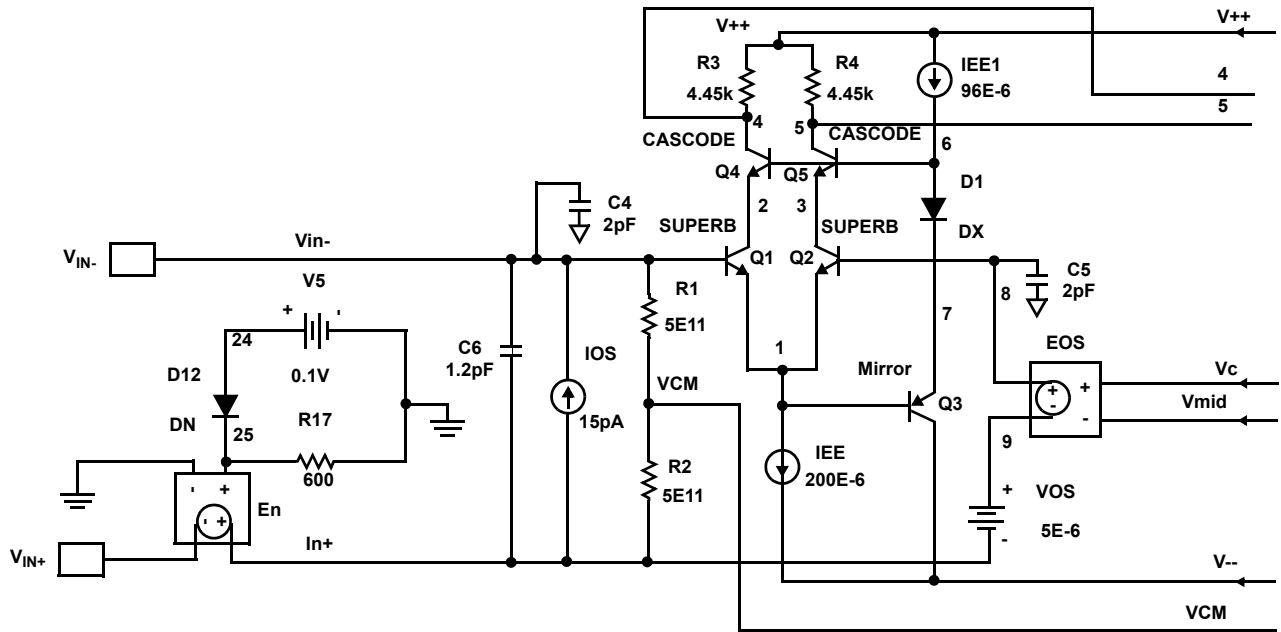 V++
V++
R3
4.45k
R4
4.45k
IEE1
96E-6
4
5
4
5
6
CASCODE
CASCODE
Q4
Q5
D1
DX
2
3
C4
2pF
SUPERB
SUPERB
VIN-
Vin-
Q1
Q2
C5
2pF
8
7
V5
+
-
24
0.1V
R1
5E11
C6
1.2pF
IOS
15pA
1
EOS
+
-
+
-
Vc
Vmid
D12
DN
R17
600
25
VCM
Mirror
Q3
9
-
+
En
-
+
R2
5E11
IEE
200E-6
+
VOS
5E-6
-
VIN+
In+
V--
VCM